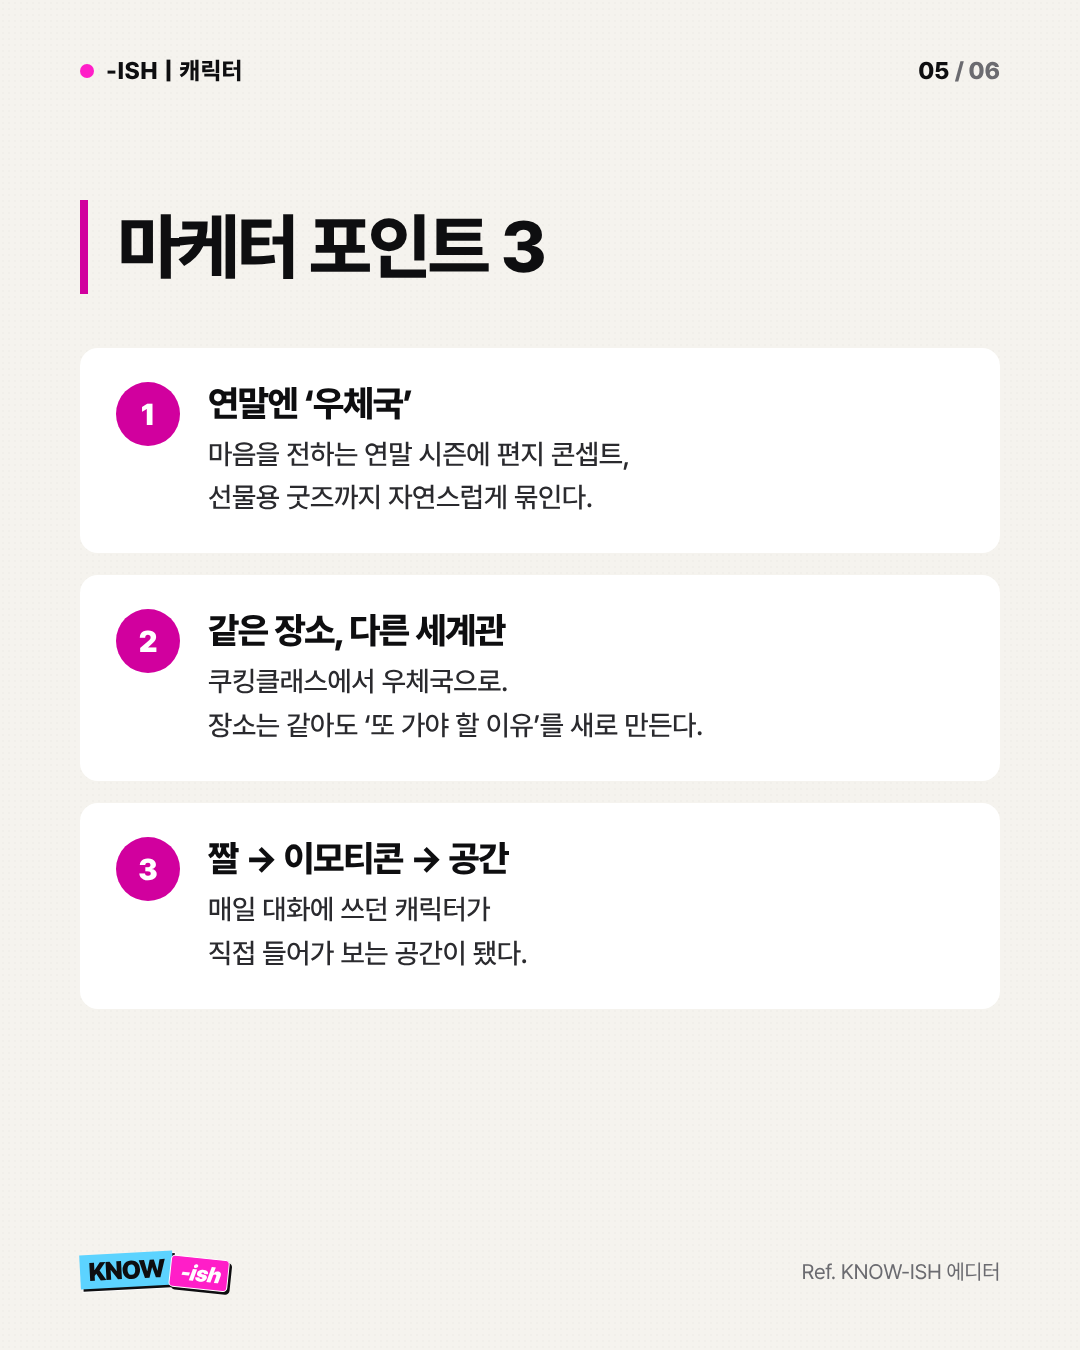 -ISH | 캐릭터
05 / 06
마케터 포인트 3
1
연말엔 ‘우체국’
마음을 전하는 연말 시즌에 편지 콘셉트,
선물용 굿즈까지 자연스럽게 묶인다.
2
같은 장소, 다른 세계관
쿠킹클래스에서 우체국으로.
장소는 같아도 ‘또 가야 할 이유’를 새로 만든다.
3
짤 → 이모티콘 → 공간
매일 대화에 쓰던 캐릭터가
직접 들어가 보는 공간이 됐다.
KNOW -ish
Ref. KNOW-ISH 에디터